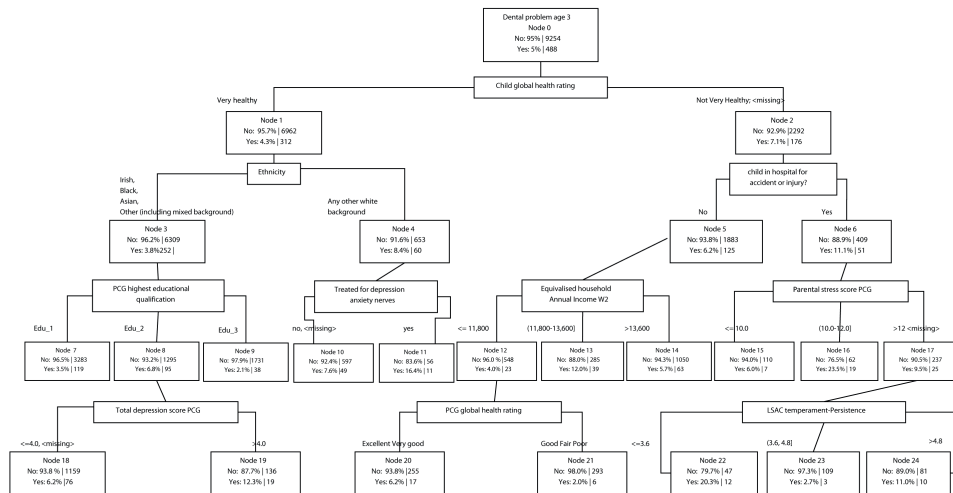 Dental problem age 3
Node 0
No: 95% | 9254
Yes: 5% | 488
Child global health rating
Very healthy
Not Very Healthy; <missing>
Node 1
No: 95.7% | 6962
Yes: 4.3% | 312
Node 2
No: 92.9% |2292
Yes: 7.1% | 176
Ethnicity
child in hospital for
accident or injury?
Irish,
Black,
Asian,
Other (including mixed background)
Any other white
background
No
Yes
Node 3
No: 96.2% | 6309
Yes: 3.8%252 |
Node 4
No: 91.6% | 653
Yes: 8.4% | 60
Node 5
No: 93.8% | 1883
Yes: 6.2% | 125
Node 6
No: 88.9% | 409
Yes: 11.1% | 51
PCG highest educational
qualification
Treated for depression
anxiety nerves
Equivalised household
Annual Income W2
Parental stress score PCG
Edu_1
Edu_2
Edu_3
no, <missing>
yes
<= 11,800
(11,800-13,600)
>13,600
<= 10.0
(10.0-12.0]
>12 <missing)
Node 7
No: 96.5% | 3283
Yes: 3.5% | 119
Node 8
No: 93.2% | 1295
Yes: 6.8% | 95
Node 9
No: 97.9% |1731
Yes: 2.1% | 38
Node 10
No: 92.4% | 597
Yes: 7.6% | 49
Node 11
No: 83.6% | 56
Yes: 16.4% | 11
Node 12
No: 96.0 % |548
Yes: 4.0% | 23
Node 13
No: 88.0% | 285
Yes: 12.0% | 39
Node 14
No: 94.3% | 1050
Yes: 5.7% | 63
Node 15
No: 94.0% | 110
Yes: 6.0% | 7
Node 16
No: 76.5% | 62
Yes: 23.5% | 19
Node 17
No: 90.5% | 237
Yes: 9.5% | 25
Total depression score PCG
PCG global health rating
LSAC temperament-Persistence
<=4.0, <missing>
>4.0
Excellent Very good
Good Fair Poor
<=3.6
(3.6, 4.8]
>4.8
Node 18
No: 93.8 % | 1159
Yes: 6.2% |76
Node 19
No: 87.7% | 136
Yes: 12.3% | 19
Node 20
No: 93.8% |255
Yes: 6.2% | 17
Node 21
No: 98.0% | 293
Yes: 2.0% | 6
Node 22
No: 79.7% | 47
Yes: 20.3% | 12
Node 23
No: 97.3% | 109
Yes: 2.7% | 3
Node 24
No: 89.0% | 81
Yes: 11.0% | 10